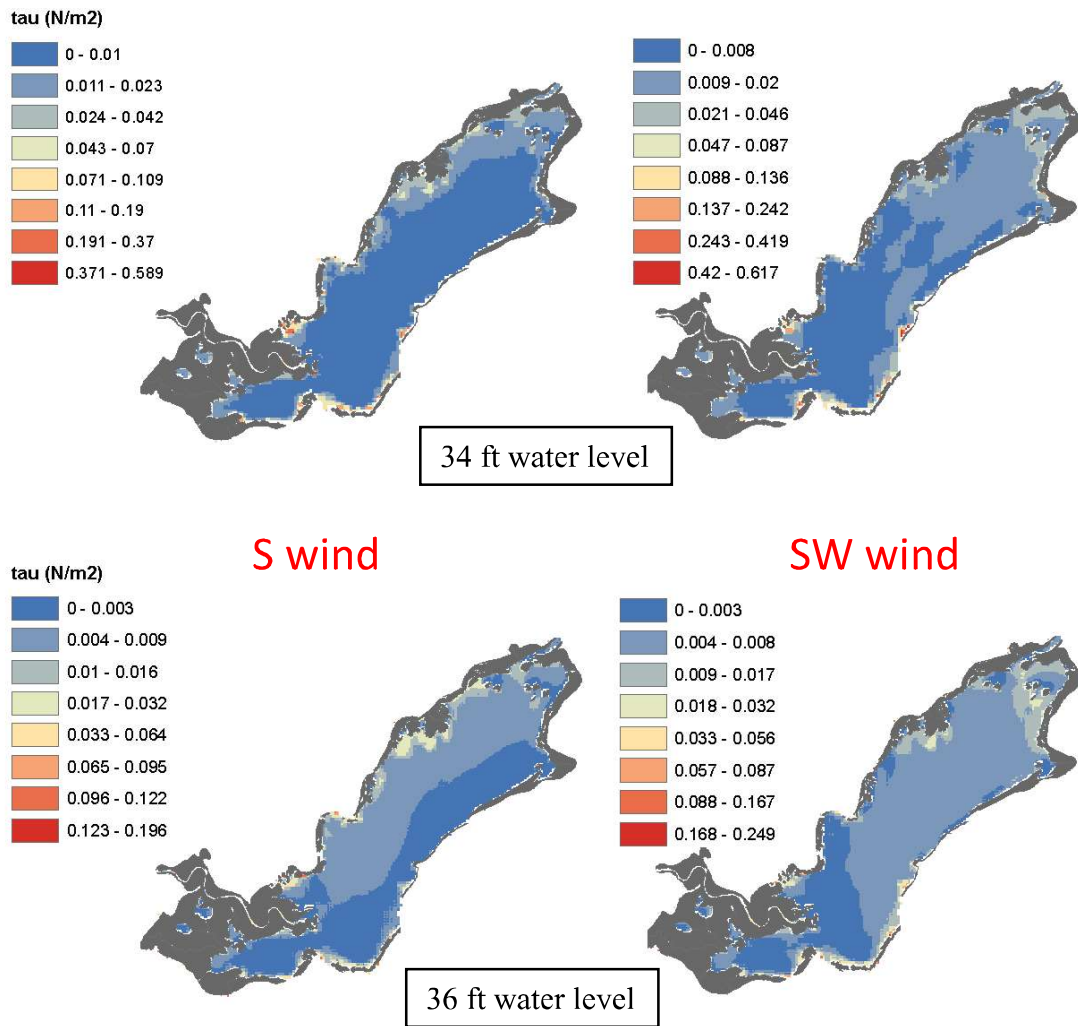 tau (N/m2)
0 - 0.01
0.011 - 0.023
0.024 - 0.042
0.043 - 0.07
0.071 - 0.109
0.11 - 0.19
0.191 - 0.37
0.371 - 0.589
0 - 0.008
0.009 - 0.02
0.021 - 0.046
0.047 - 0.087
0.088 - 0.136
0.137 - 0.242
0.243 - 0.419
0.42 - 0.617
34 ft water level
S wind
SW wind
tau (N/m2)
0 - 0.003
0.004 - 0.009
0.01 - 0.016
0.017 - 0.032
0.033 - 0.064
0.065 - 0.095
0.096 - 0.122
0.123 - 0.196
0 - 0.003
0.004 - 0.008
0.009 - 0.017
0.018 - 0.032
0.033 - 0.056
0.057 - 0.087
0.088 - 0.167
0.168 - 0.249
36 ft water level